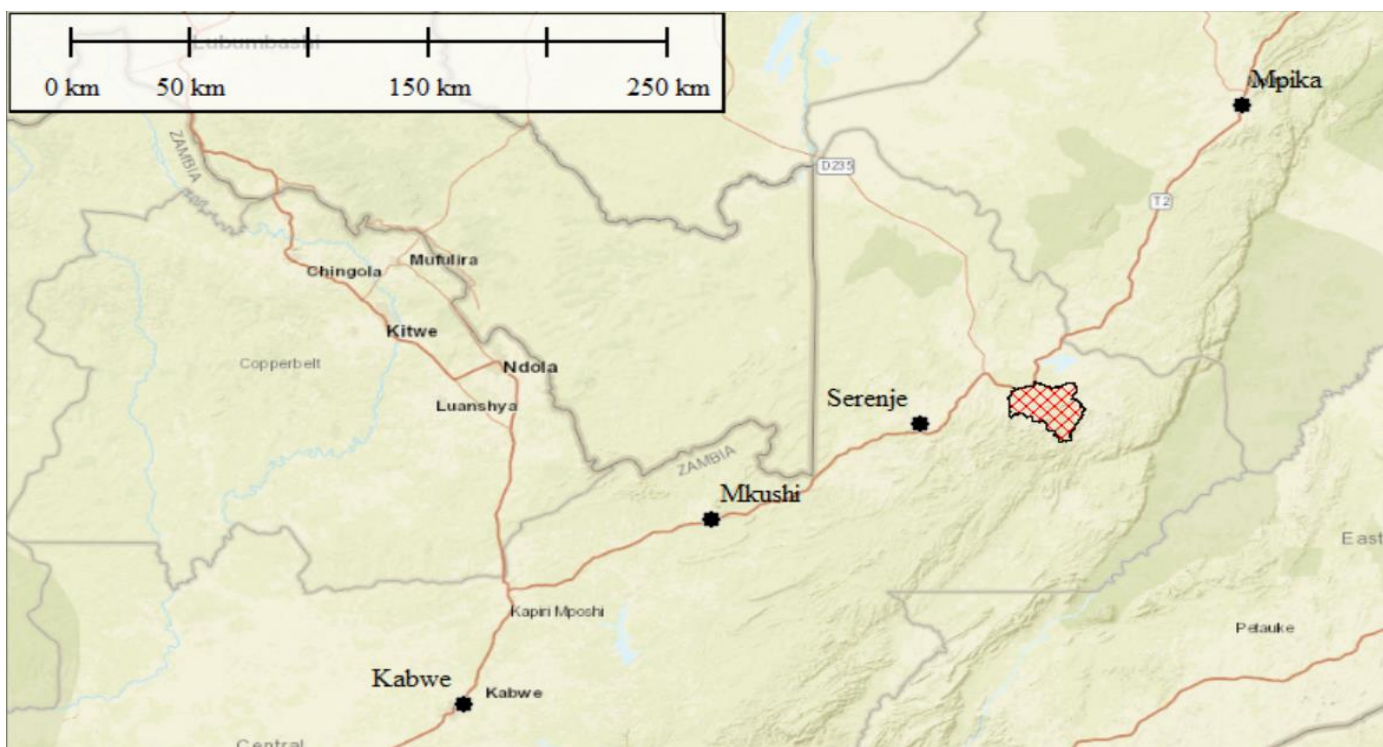 Lubumbashi
0 km 50 km 150 km 250 km
Mpika
ZAMBIA
D235
T2
Chingola
Mufulira
Kitwe
Copperbelt
Ndola
Luanshya
Serenje
ZAMBIA
Mkushi
East
Kapiri Mposhi
Petauke
Kabwe
Kabwe
Central